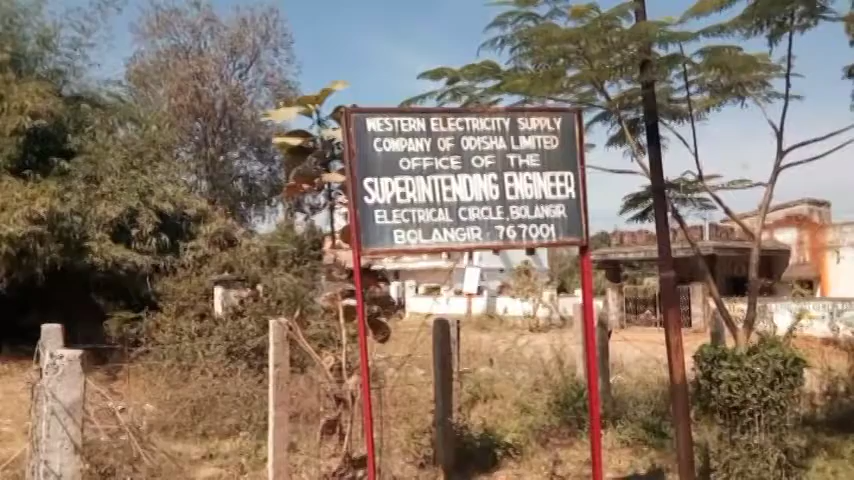 WESTERN ELECTRICITY SUPPLY
COMPANY OF ODISHA LIMITED
OFFICE OF THE
SUPERINTENDING ENGINEER
ELECTRICAL CIRCLE, BOLANGIR
BOLANGIR - 767001